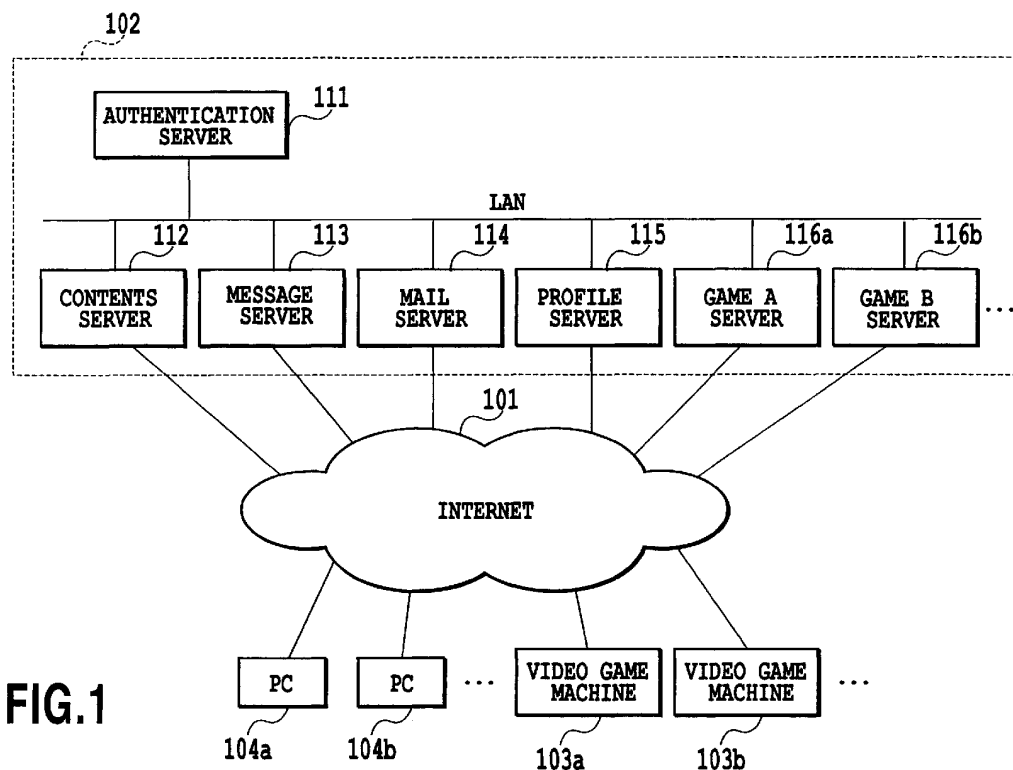 102
AUTHENTICATION
SERVER
111
LAN
112
113
114
115
116a
116b
CONTENTS
SERVER
MESSAGE
SERVER
MAIL
SERVER
PROFILE
SERVER
GAME A
SERVER
GAME B
SERVER
...
101
INTERNET
PC
PC
...
VIDEO GAME
MACHINE
VIDEO GAME
MACHINE
...
104a
104b
103a
103b
FIG.1